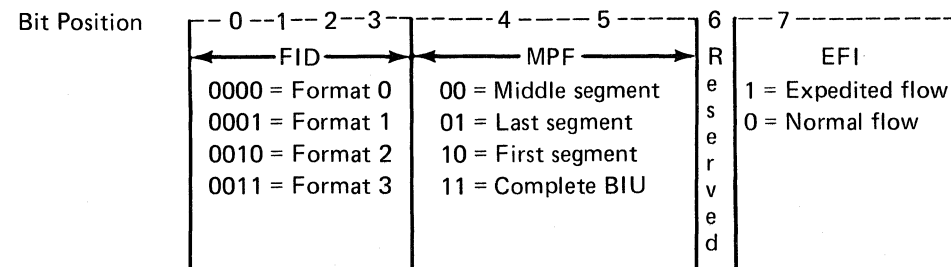 Bit Position 0 --1-- 2--3 - -----4 ---- 5 ----- 6 --7 ---------
FID MPF Reserved EFI
0000 = Format 0 00 = Middle segment 1 = Expedited flow
0001 = Format 1 01 = Last segment 0 = Normal flow
0010 = Format 2 10 = First segment
0011 = Format 3 11 = Complete BIU